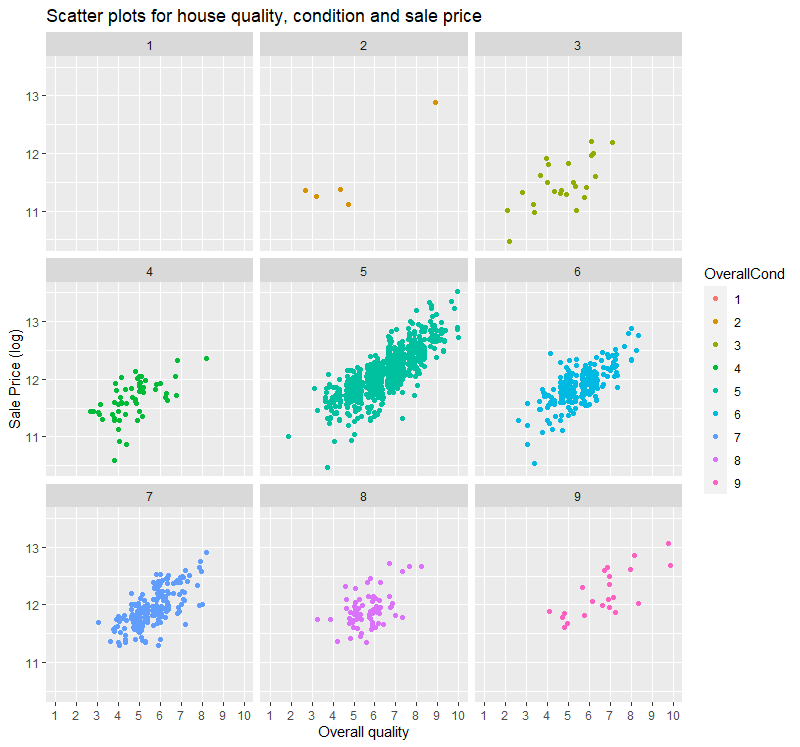 Scatter plots for house quality, condition and sale price
1 2 3
13
12
11
4 5 6
13
12
11
7 8 9
13
12
11
1 2 3 4 5 6 7 8 9 10 1 2 3 4 5 6 7 8 9 10 1 2 3 4 5 6 7 8 9 10
Overall quality
Sale Price (log)
OverallCond
1
2
3
4
5
6
7
8
9